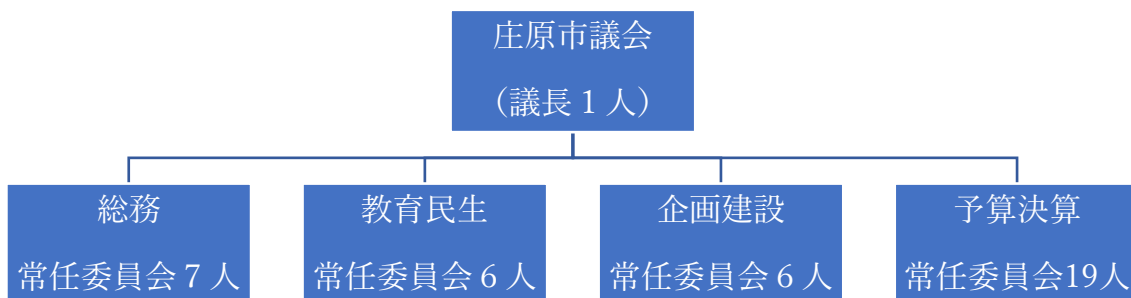 庄原市議会
（議長１人）
総務
常任委員会７人
教育民生
常任委員会６人
企画建設
常任委員会６人
予算決算
常任委員会19人